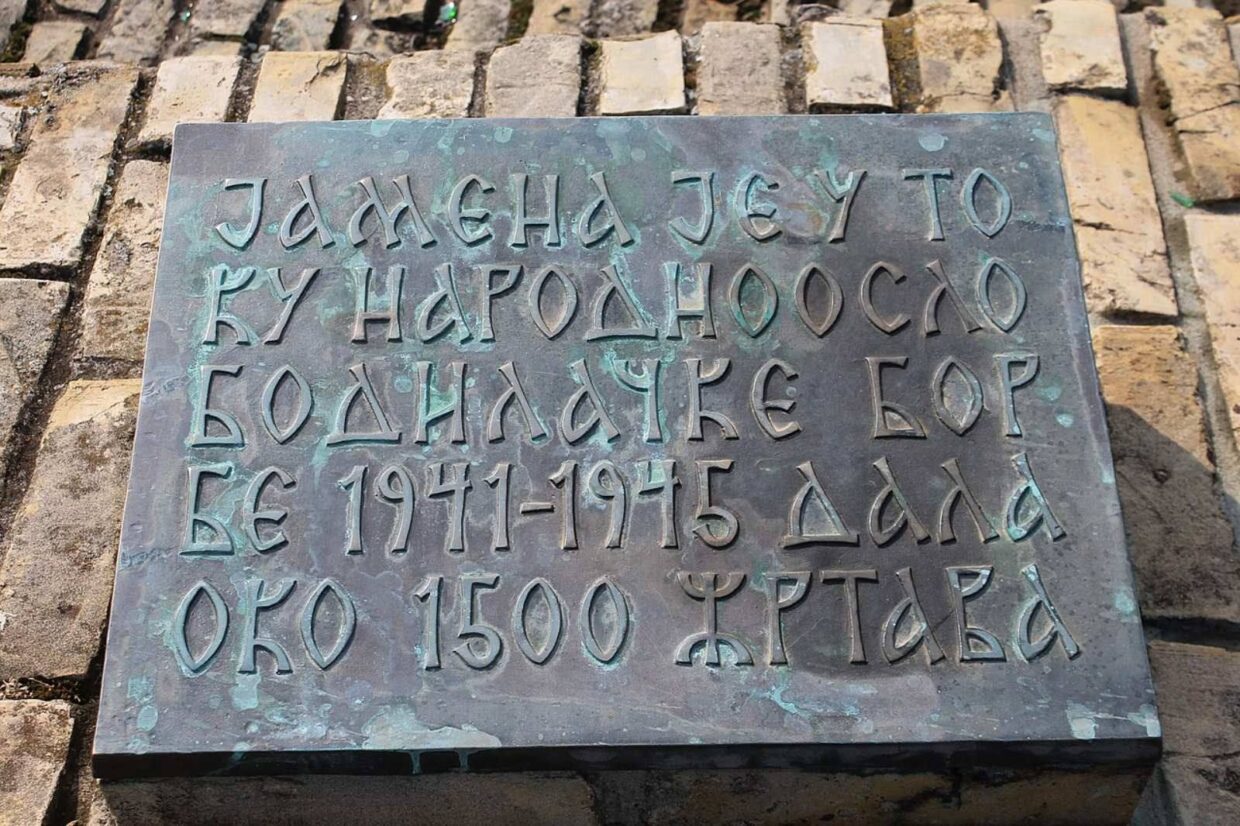 ЈАМЕНА ЈЕ У ТО
КУ НАРОДНООСЛО
БОДИЛАЧКЕ БОР
БЕ 1941-1945 ДАЛА
ОКО 1500 ЖРТАВА